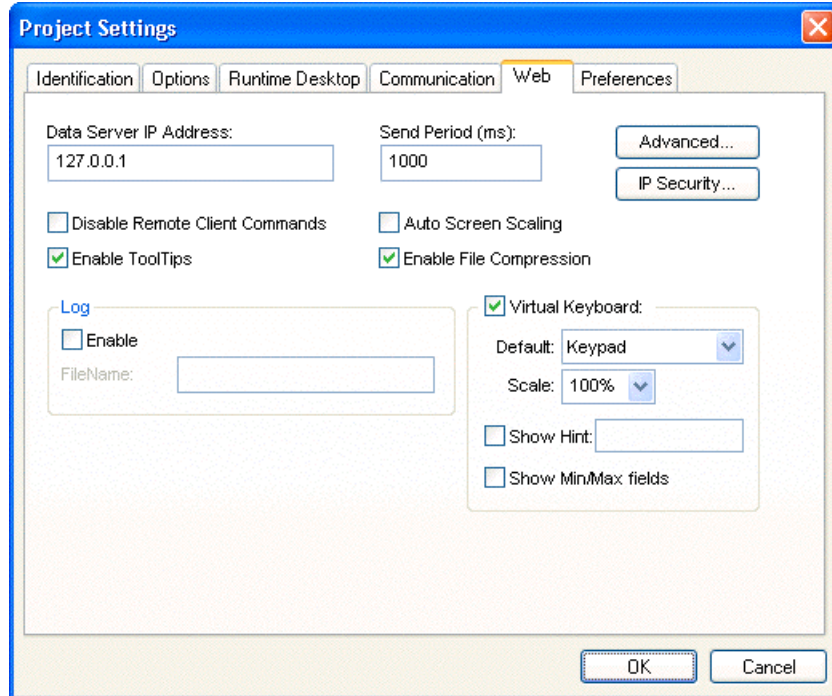 Project Settings
Identification Options Runtime Desktop Communication Web Preferences
Data Server IP Address: Send Period (ms):
127.0.0.1 1000 Advanced...
IP Security...
Disable Remote Client Commands Auto Screen Scaling
Enable ToolTips Enable File Compression
Log
Enable
FileName:
Virtual Keyboard:
Default: Keypad
Scale: 100%
Show Hint:
Show Min/Max fields
OK Cancel